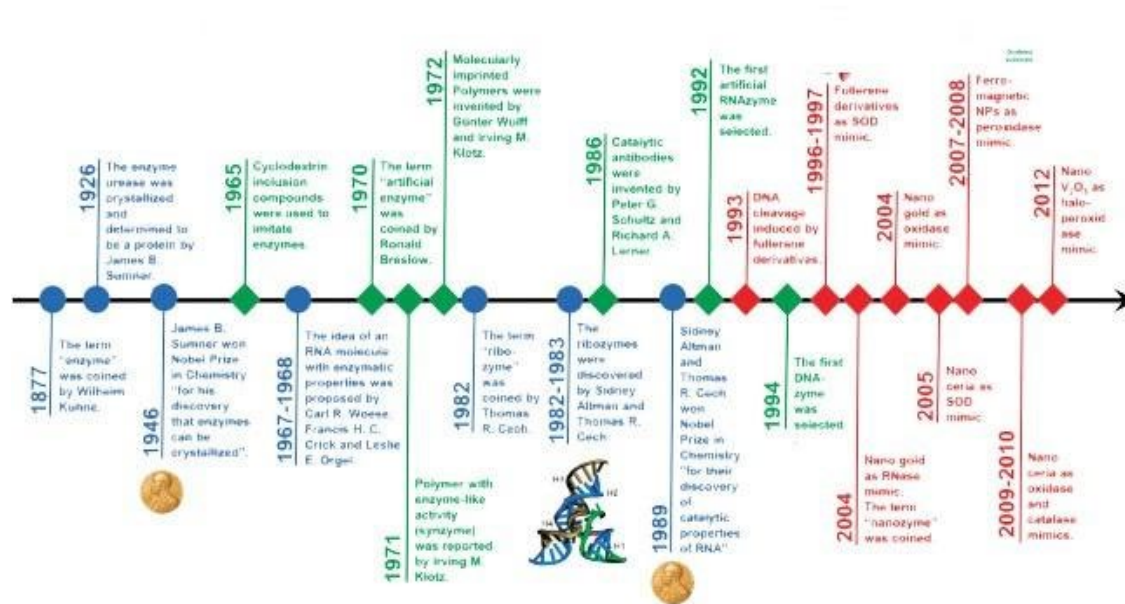 1877
The term
"enzyme"
was coined
by Wilhelm
Kuhne.
1926
The enzyme
urease was
crystallized
and
determined to
be a protein by
James B.
Sumner.
1946
James B.
Sumner won
Nobel Prize
in Chemistry
"for his
discovery
that enzymes
can be
crystallized".
1965
Cyclodextrin
inclusion
compounds
were used to
imitate
enzymes.
1967-1968
The idea of an
RNA molecule
with enzymatic
properties was
proposed by
Carl R. Woese,
Francis H. C.
Crick and Leslie
E. Orgel.
1970
The term
"artificial
enzyme" was
coined by
Ronald
Breslow.
1971
Polymer with
enzyme-like
activity
(synzyme)
was reported
by Irving M.
Klotz.
1972
Molecularly
imprinted
Polymers were
invented by
Günter Wulff
and Irving M.
Klotz.
1982
The term
"ribo-
zyme" was
coined by
Thomas
R. Cech.
1982-1983
The
ribozymes
were
discovered
by Sidney
Altman and
Thomas R.
Cech
H2
H1
1986
Catalytic
antibodies
were
invented by
Peter G.
Schultz and
Richard A.
Lerner.
1989
Sidney
Altman
and
Thomas
R. Cech
won
Nobel
Prize in
Chemistry
"for their
discovery
of
catalytic
properties
of RNA"
1992
The first
artificial
RNAzyme
was
selected.
1993
DNA
cleavage
induced by
fullerene
derivatives.
1994
The first
DNA-
zyme was
selected
1996-1997
Fullerene
derivatives
as SOD
mimic.
2004
Nano gold
as RNase
mimic.
The term
"nanozyme"
was coined
2004
Nano
gold as
oxidase
mimic.
2005
Nano
ceria as
SOD
mimic
2007-2008
Ferro-
magnetic
NPs as
peroxidase
mimic.
2009-2010
Nano
ceria as
oxidase
and
catalase
mimics.
2012
Nano
V₂O₅ as
halo-
peroxid
ase
mimic.